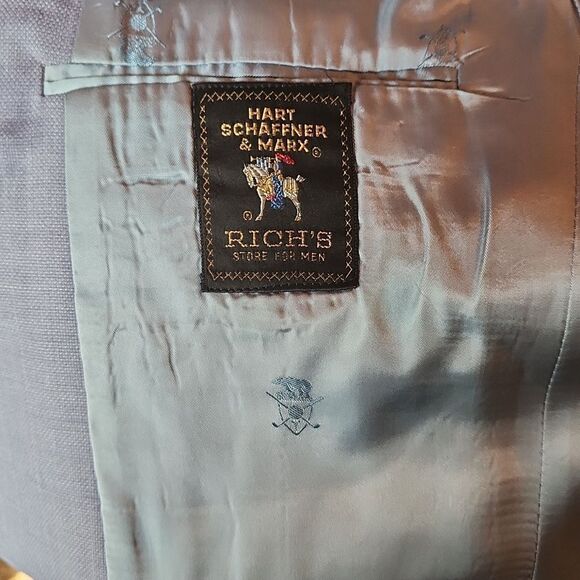 HART
SCHAFFNER
& MARX ®
®
RICH'S
STORE FOR MEN